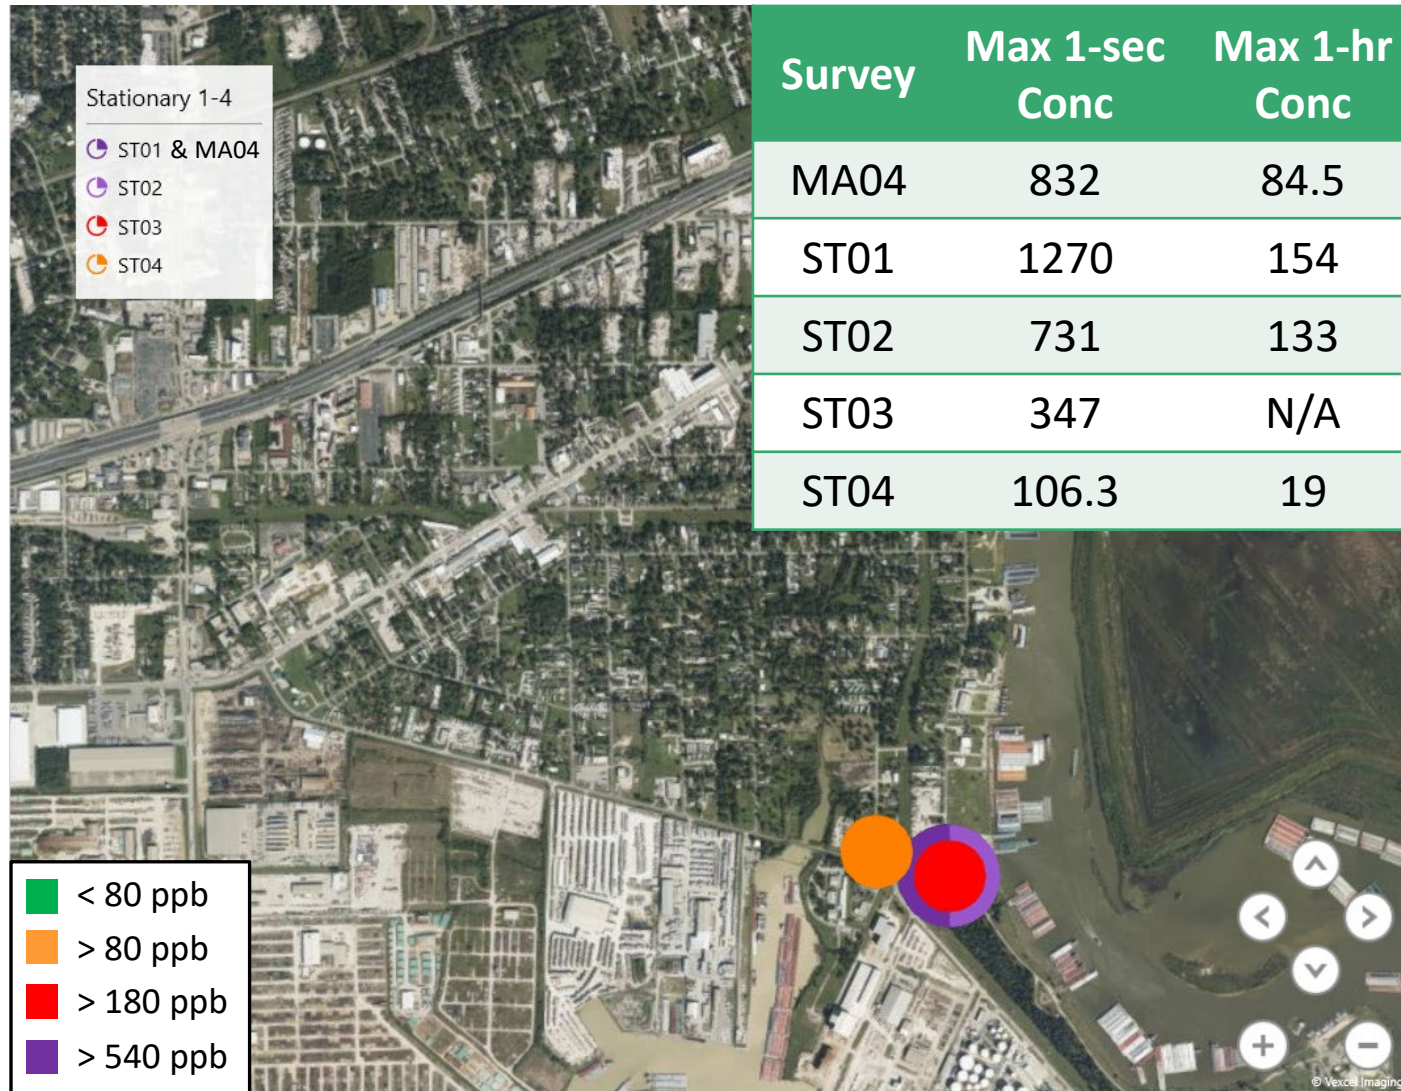 Stationary 1-4
ST01 & MA04
ST02
ST03
ST04
Survey Max 1-sec Conc Max 1-hr Conc
MA04 832 84.5
ST01 1270 154
ST02 731 133
ST03 347 N/A
ST04 106.3 19
< 80 ppb
> 80 ppb
> 180 ppb
> 540 ppb
© Vexcel Imaging